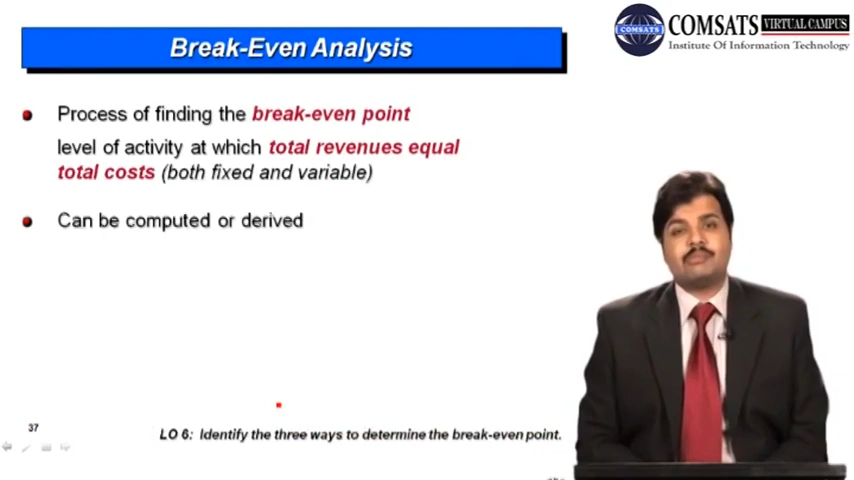 Break-Even Analysis
COMSATS VIRTUAL CAMPUS
Institute Of Information Technology
COMSATS
Process of finding the break-even point
level of activity at which total revenues equal
total costs (both fixed and variable)
Can be computed or derived
37
LO 6: Identify the three ways to determine the break-even point.